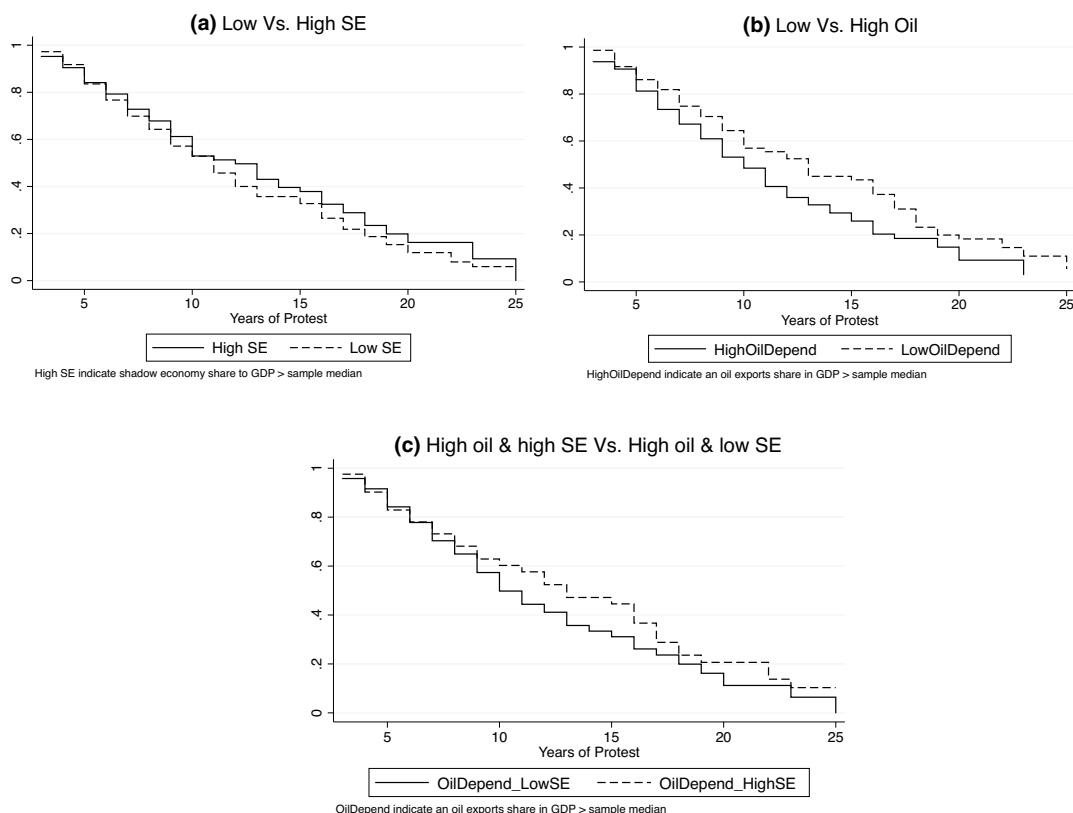 (a) Low Vs. High SE
1
.8
.6
.4
.2
0
5 10 15 20 25
Years of Protest
High SE Low SE
High SE indicate shadow economy share to GDP > sample median
(b) Low Vs. High Oil
1
.8
.6
.4
.2
0
5 10 15 20 25
Years of Protest
HighOilDepend LowOilDepend
HighOilDepend indicate an oil exports share in GDP > sample median
(c) High oil & high SE Vs. High oil & low SE
1
.8
.6
.4
.2
0
5 10 15 20 25
Years of Protest
OilDepend_LowSE OilDepend_HighSE
OilDepend indicate an oil exports share in GDP > sample median